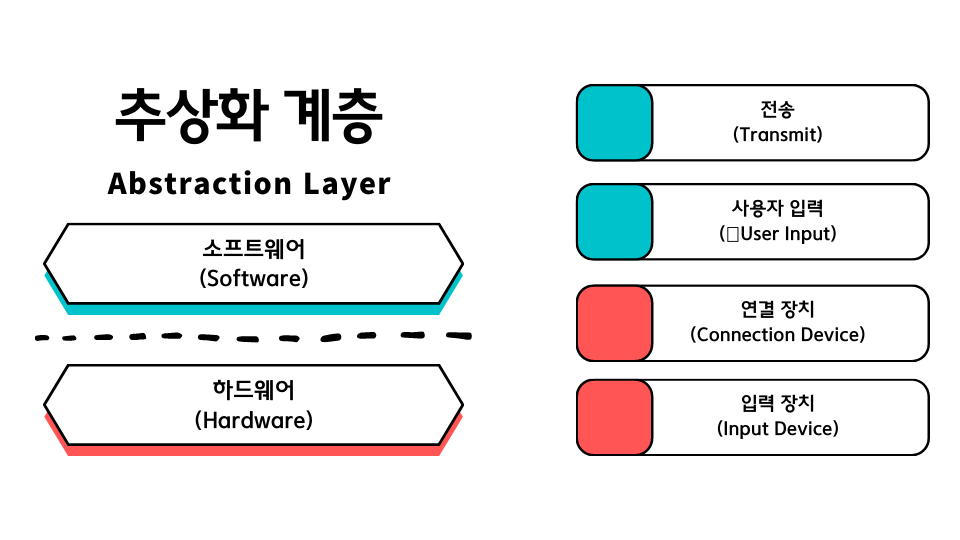 추상화 계층
Abstraction Layer
소프트웨어
(Software)
하드웨어
(Hardware)
전송
(Transmit)
사용자 입력
(□User Input)
연결 장치
(Connection Device)
입력 장치
(Input Device)